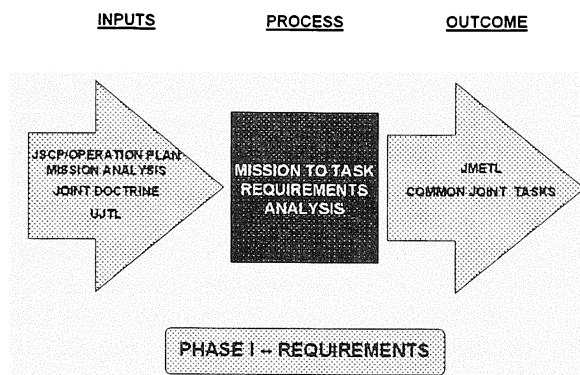 INPUTS
PROCESS
OUTCOME
JSCP/OPERATION PLAN
MISSION ANALYSIS
JOINT DOCTRINE
UJTL
MISSION TO TASK
REQUIREMENTS
ANALYSIS
JMETL
COMMON JOINT TASKS
PHASE I -- REQUIREMENTS